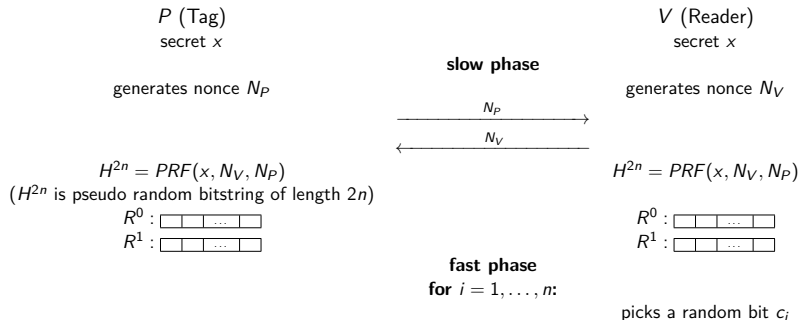 P (Tag)
V (Reader)
secret x
secret x
slow phase
generates nonce N_P
generates nonce N_V
N_P
N_V
H^{2n} = PRF(x, N_V, N_P)
H^{2n} = PRF(x, N_V, N_P)
(H^{2n} is pseudo random bitstring of length 2n)
R^0 : ...
R^0 : ...
R^1 : ...
R^1 : ...
fast phase
for i = 1, . . . , n:
picks a random bit c_i